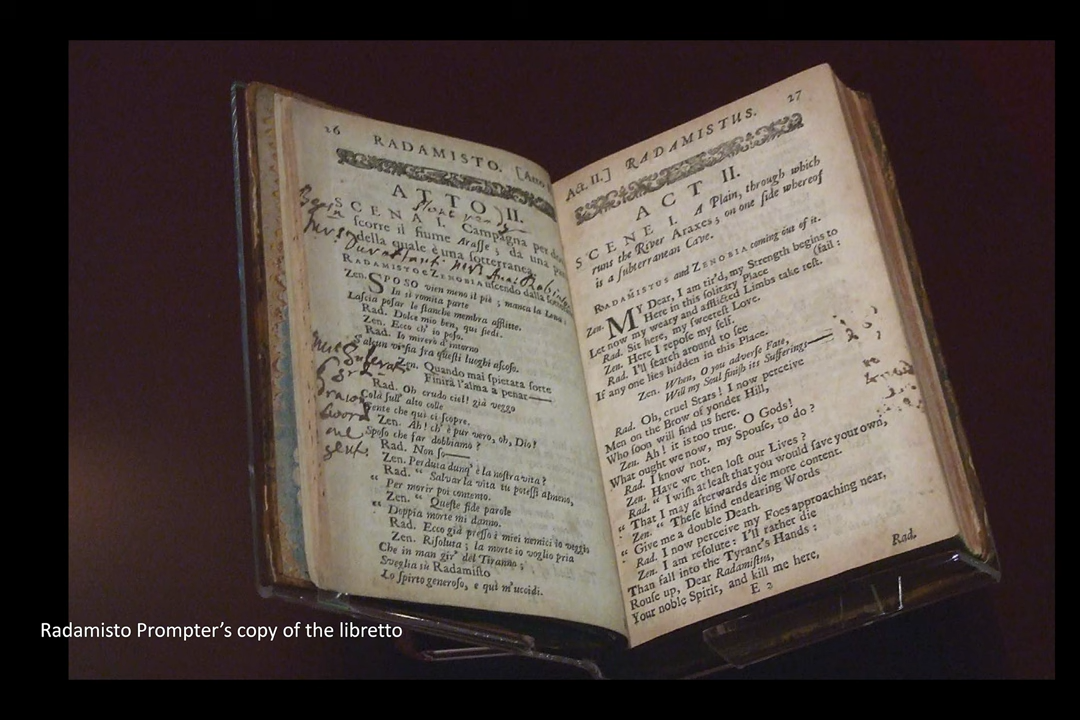 26
RADAMISTO. [Atto
ATTO II.
SCENA I. Campagna per
scorre il fiume Arasse; da una
della quale è una sotterranea.
RADAMISTO e ZENOBIA uscendo dalla
Zen. SPOSO vien meno il piè; manca la Lena:
In sì romita parte
Lascia posar le stanche membra afflitte.
Rad. Dolce mio ben, qui siedi.
Zen. Ecco ch' io poso.
Rad. Io mirerò d'intorno
S'alcun vi sia fra questi luoghi ascoso.
Zen. Quando mai spietata sorte
Finirà l'alma a penar—
Rad. Oh crudo ciel! già veggo
Colà sull' alto colle
Gente che qui ci scopre.
Zen. Ah! ch' è pur vero, oh, Dio!
Sposo che far dobbiamo?
Rad. Non so—
Zen. Perduta dunq' è la nostra vita?
Rad. “ Salvar la vita tu potessi almeno,
“ Per morir poi contento.
Zen. “ Queste fide parole
“ Doppia morte mi danno.
Rad. Ecco già presso i miei nemici io veggio
Zen. Risoluta; la morte io voglio pria
Che in man gir' del Tiranno;
Sveglia sù Radamisto
Lo spirto generoso, e quì m'uccidi.
27
Act. II.] RADAMISTUS.
ACT II.
SCENE I. A Plain, through which
runs the River Araxes; on one side whereof
is a subterranean Cave.
RADAMISTUS and ZENOBIA coming out of it.
Zen. MY Dear, I am tir'd, my Strength begins to
(fail:
Here in this solitary Place
Let now my weary and afflicted Limbs take rest.
Rad. Sit here, my sweetest Love.
Zen. Here I repose my self.
Rad. I'll search around to see
If any one lies hidden in this Place.
Zen. When, O you adverse Fate,
Will my Soul finish its Sufferings—
Rad. Oh, cruel Stars! I now perceive
Men on the Brow of yonder Hill,
Who soon will find us here.
Zen. Ah! it is too true. O Gods!
What ought we now, my Spouse, to do?
Rad. I know not.
Zen. Have we then lost our Lives?
Rad. “ I wish at least that you would save your own,
“ That I may afterwards die more content.
Zen. “ These kind endearing Words
“ Give me a double Death.
Rad. I now perceive my Foes approaching near,
Zen. I am resolute: I'll rather die
Than fall into the Tyrant's Hands:
Rouse up, Dear Radamistus,
Your noble Spirit, and kill me here,
E 2
Rad.
Radamisto Prompter’s copy of the libretto